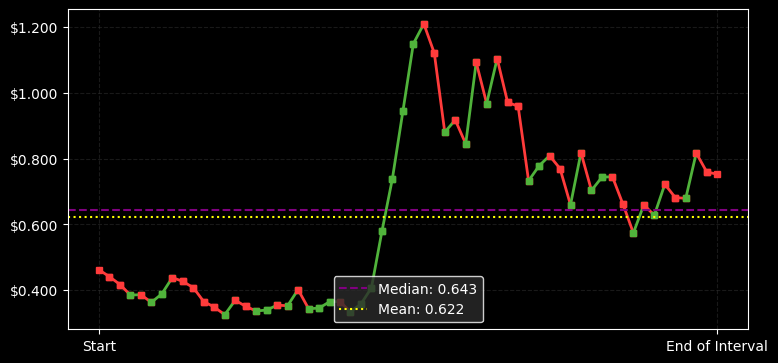 $1.200
$1.000
$0.800
$0.600
$0.400
Median: 0.643
Mean: 0.622
Start
End of Interval